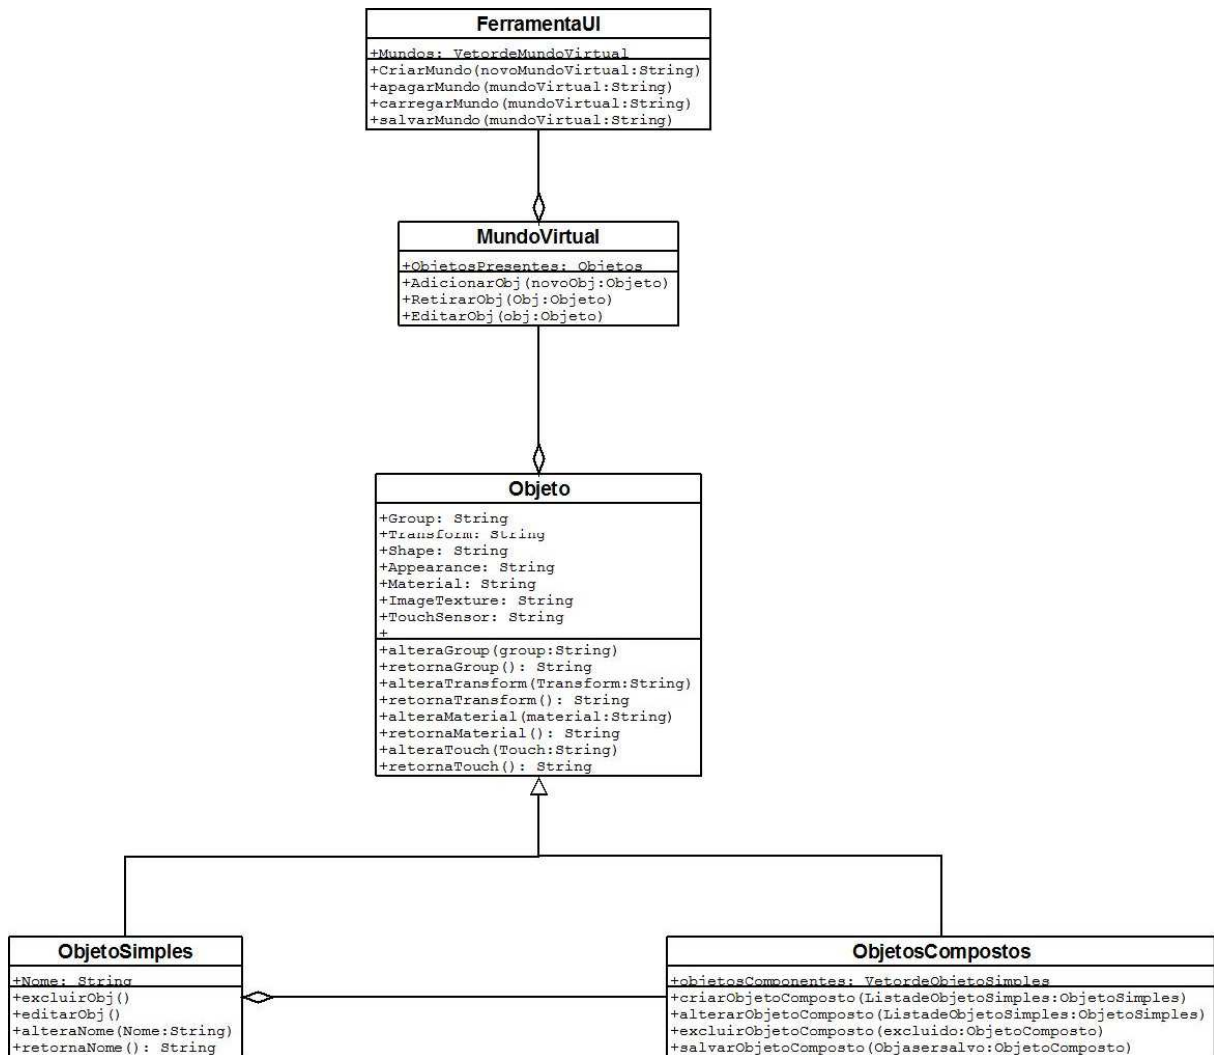 FerramentaUI
+Mundos: VetordeMundoVirtual
+CriarMundo(novoMundoVirtual:String)
+apagarMundo(mundoVirtual:String)
+carregarMundo(mundoVirtual:String)
+salvarMundo(mundoVirtual:String)
MundoVirtual
+ObjetosPresentes: Objetos
+AdicionarObj(novoObj:Objeto)
+RetirarObj(Obj:Objeto)
+EditarObj(obj:Objeto)
Objeto
+Group: String
+Transform: String
+Shape: String
+Appearance: String
+Material: String
+ImageTexture: String
+TouchSensor: String
+
+alteraGroup(group:String)
+retornaGroup(): String
+alteraTransform(Transform:String)
+retornaTransform(): String
+alteraMaterial(material:String)
+retornaMaterial(): String
+alteraTouch(Touch:String)
+retornaTouch(): String
ObjetoSimples
+Nome: String
+excluirObj()
+editarObj()
+alteraNome(Nome:String)
+retornaNome(): String
ObjetosCompostos
+objetosComponentes: VetordeObjetoSimples
+criarObjetoComposto(ListadeObjetoSimples:ObjetoSimples)
+alterarObjetoComposto(ListadeObjetoSimples:ObjetoSimples)
+excluirObjetoComposto(excluido:ObjetoComposto)
+salvarObjetoComposto(Objasersalvo:ObjetoComposto)